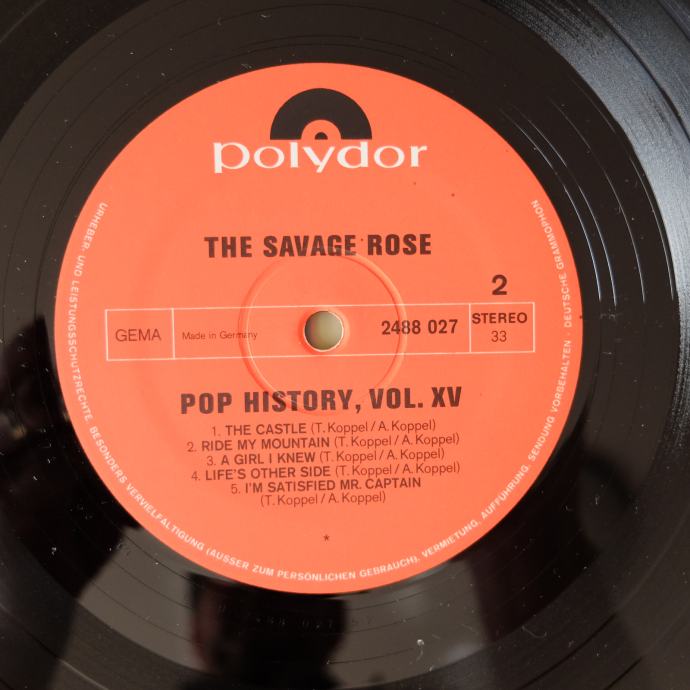 polydor
THE SAVAGE ROSE
2
GEMA
Made in Germany
2488 027
STEREO
33
POP HISTORY, VOL. XV
1. THE CASTLE (T. Koppel / A. Koppel)
2. RIDE MY MOUNTAIN (T. Koppel / A. Koppel)
3. A GIRL I KNEW (T. Koppel / A. Koppel)
4. LIFE'S OTHER SIDE (T. Koppel / A. Koppel)
5. I'M SATISFIED MR. CAPTAIN
(T. Koppel / A. Koppel)
*
URHEBER- UND LEISTUNGSSCHUTZRECHTE, BESONDERS VERVIELFÄLTIGUNG (AUSSER ZUM PERSÖNLICHEN GEBRAUCH), VERMIETUNG, AUFFÜHRUNG, SENDUNG VORBEHALTEN · DEUTSCHE GRAMMOPHON